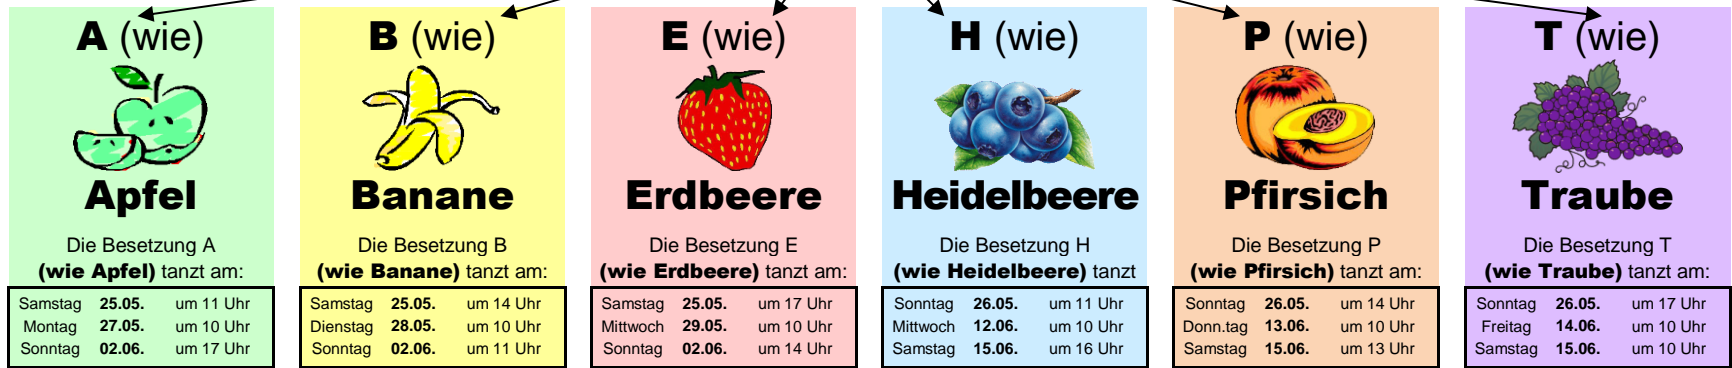 A (wie)
Apfel
Die Besetzung A
(wie Apfel) tanzt am:
Samstag 25.05. um 11 Uhr
Montag 27.05. um 10 Uhr
Sonntag 02.06. um 17 Uhr
B (wie)
Banane
Die Besetzung B
(wie Banane) tanzt am:
Samstag 25.05. um 14 Uhr
Dienstag 28.05. um 10 Uhr
Sonntag 02.06. um 11 Uhr
E (wie)
Erdbeere
Die Besetzung E
(wie Erdbeere) tanzt am:
Samstag 25.05. um 17 Uhr
Mittwoch 29.05. um 10 Uhr
Sonntag 02.06. um 14 Uhr
H (wie)
Heidelbeere
Die Besetzung H
(wie Heidelbeere) tanzt
Sonntag 26.05. um 11 Uhr
Mittwoch 12.06. um 10 Uhr
Samstag 15.06. um 16 Uhr
P (wie)
Pfirsich
Die Besetzung P
(wie Pfirsich) tanzt am:
Sonntag 26.05. um 14 Uhr
Donn.tag 13.06. um 10 Uhr
Samstag 15.06. um 13 Uhr
T (wie)
Traube
Die Besetzung T
(wie Traube) tanzt am:
Sonntag 26.05. um 17 Uhr
Freitag 14.06. um 10 Uhr
Samstag 15.06. um 10 Uhr